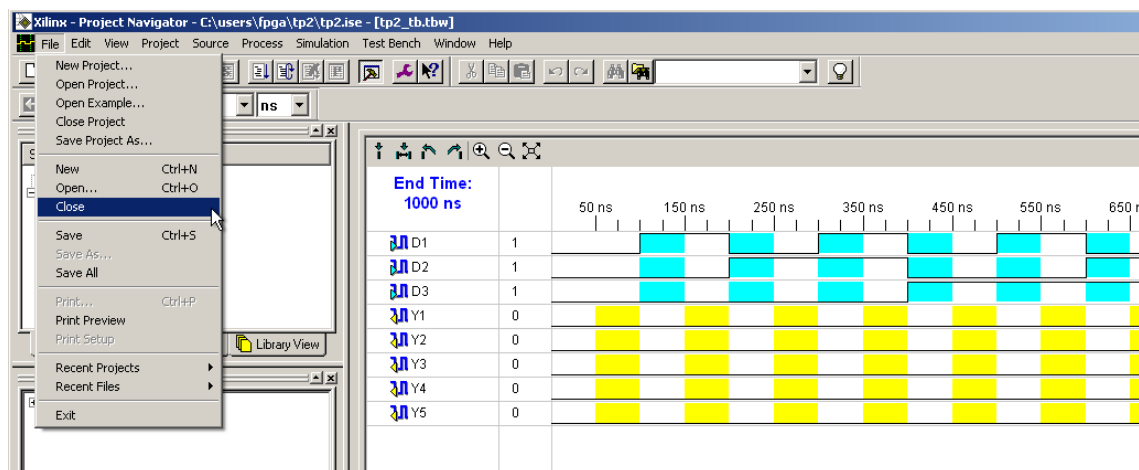 Xilinx - Project Navigator - C:\users\fpga\tp2\tp2.ise - [tp2_tb.tbw]
File Edit View Project Source Process Simulation Test Bench Window Help
New Project...
Open Project...
Open Example...
Close Project
Save Project As...
New Ctrl+N
Open... Ctrl+O
Close
Save Ctrl+S
Save As...
Save All
Print... Ctrl+P
Print Preview
Print Setup
Recent Projects
Recent Files
Exit
ns
Library View
End Time:
1000 ns
50 ns 150 ns 250 ns 350 ns 450 ns 550 ns 650
D1 1
D2 1
D3 1
Y1 0
Y2 0
Y3 0
Y4 0
Y5 0